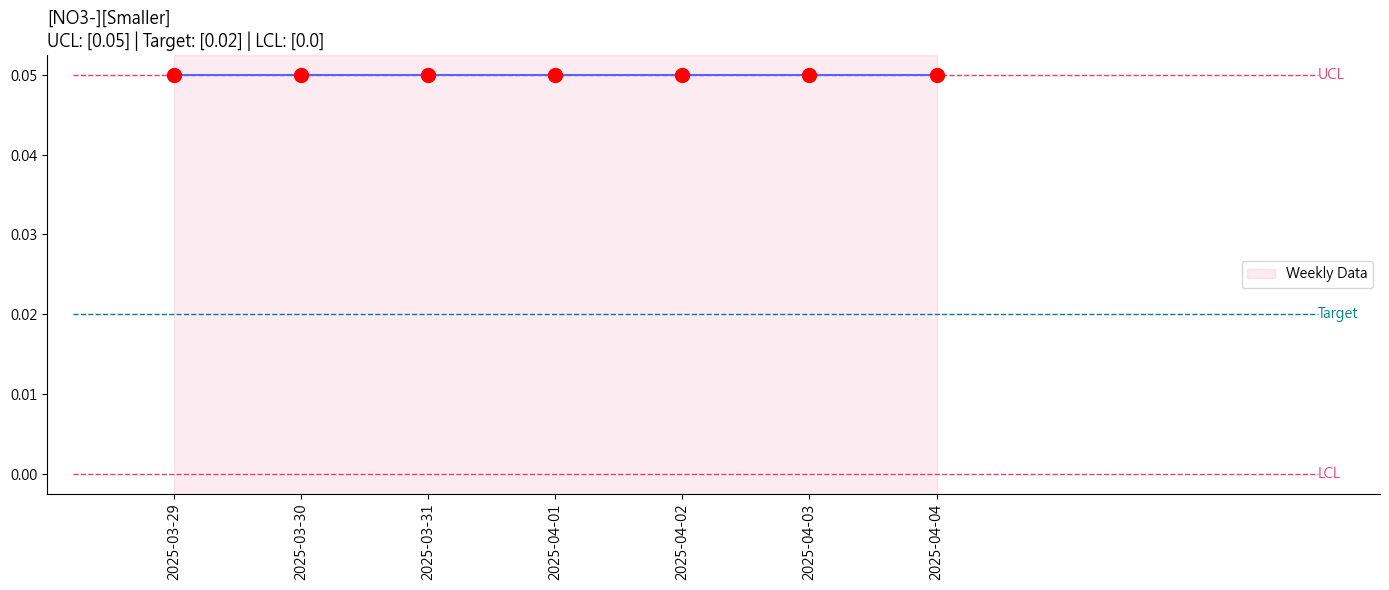 [NO3-][Smaller]
UCL: [0.05] | Target: [0.02] | LCL: [0.0]
0.05
UCL
0.04
0.03
Weekly Data
0.02
Target
0.01
0.00
LCL
2025-03-29
2025-03-30
2025-03-31
2025-04-01
2025-04-02
2025-04-03
2025-04-04